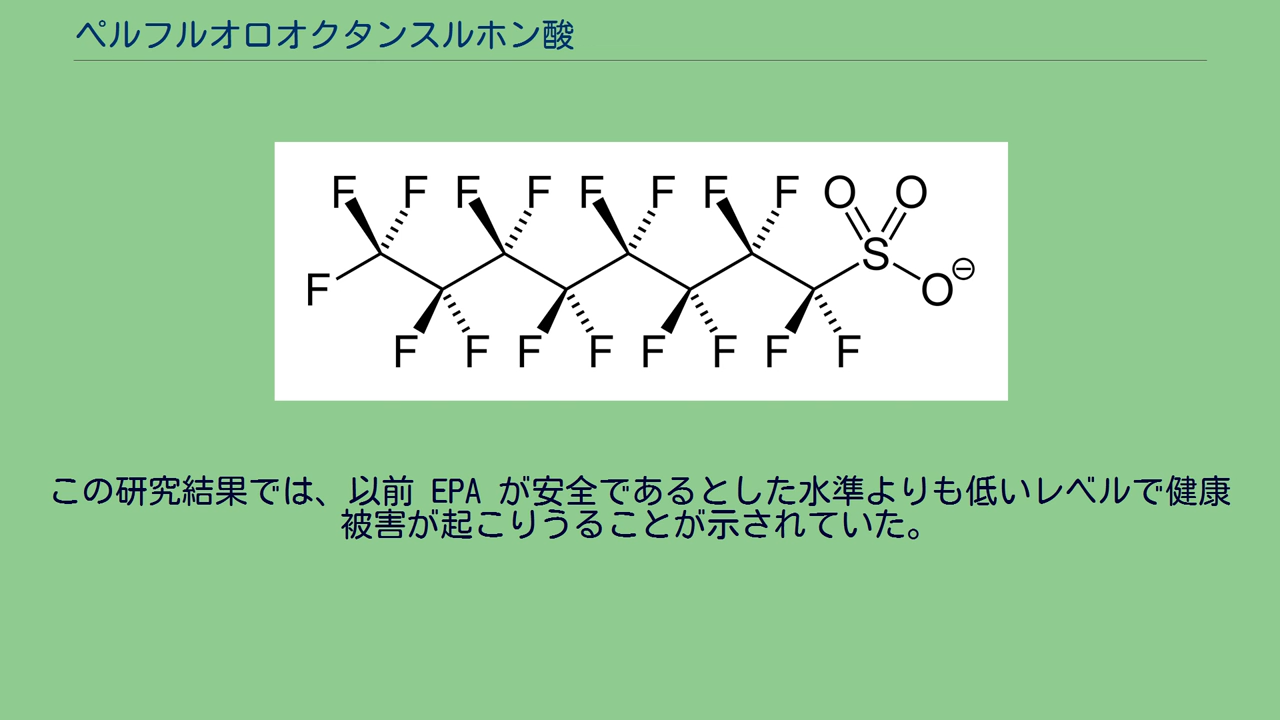 ペルフルオロオクタンスルホン酸
F F F F F F F F O O
S
F O⊖
F F F F F F F F
この研究結果では、以前 EPA が安全であるとした水準よりも低いレベルで健康
被害が起こりうることが示されていた。